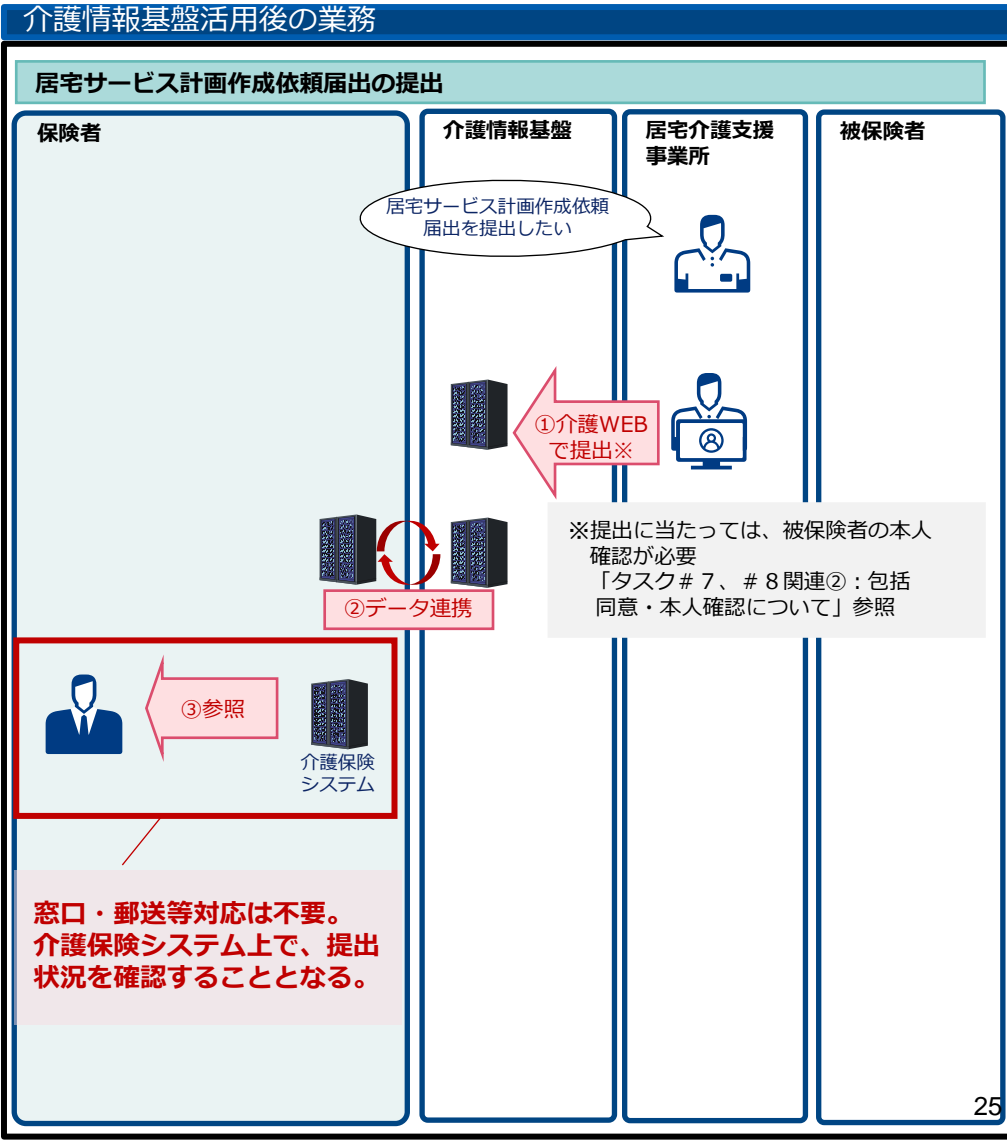 介護情報基盤活用後の業務
居宅サービス計画作成依頼届出の提出
保険者
介護情報基盤
居宅介護支援
事業所
被保険者
居宅サービス計画作成依頼
届出を提出したい
①介護WEB
で提出※
※提出に当たっては、被保険者の本人
確認が必要
「タスク＃７、＃８関連②：包括
同意・本人確認について」参照
②データ連携
③参照
介護保険
システム
窓口・郵送等対応は不要。
介護保険システム上で、提出
状況を確認することとなる。
25